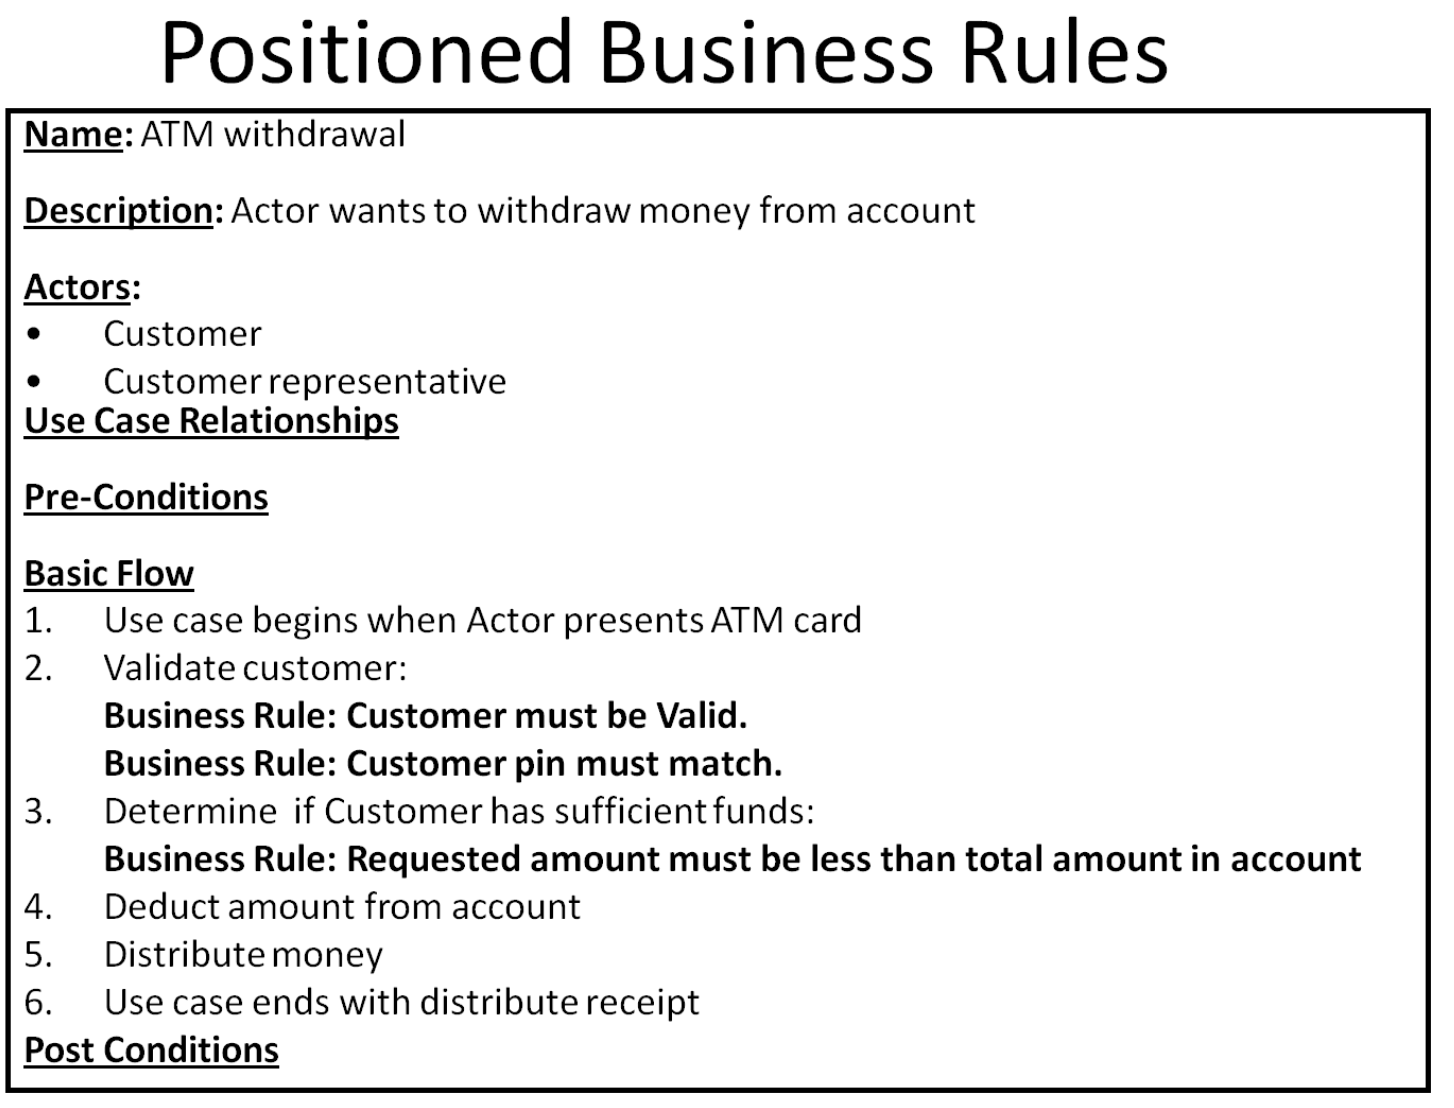 Positioned Business Rules
Name: ATM withdrawal
Description: Actor wants to withdraw money from account
Actors:
• Customer
• Customer representative
Use Case Relationships
Pre-Conditions
Basic Flow
1. Use case begins when Actor presents ATM card
2. Validate customer:
Business Rule: Customer must be Valid.
Business Rule: Customer pin must match.
3. Determine if Customer has sufficient funds:
Business Rule: Requested amount must be less than total amount in account
4. Deduct amount from account
5. Distribute money
6. Use case ends with distribute receipt
Post Conditions